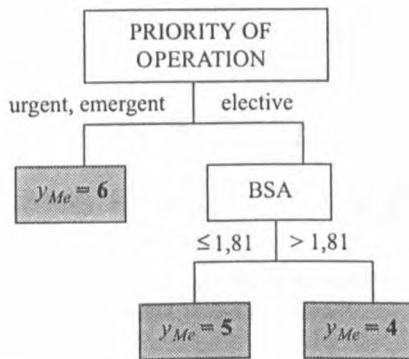 PRIORITY OF
OPERATION
urgent, emergent
elective
y_Me = 6
BSA
≤ 1,81
> 1,81
y_Me = 5
y_Me = 4